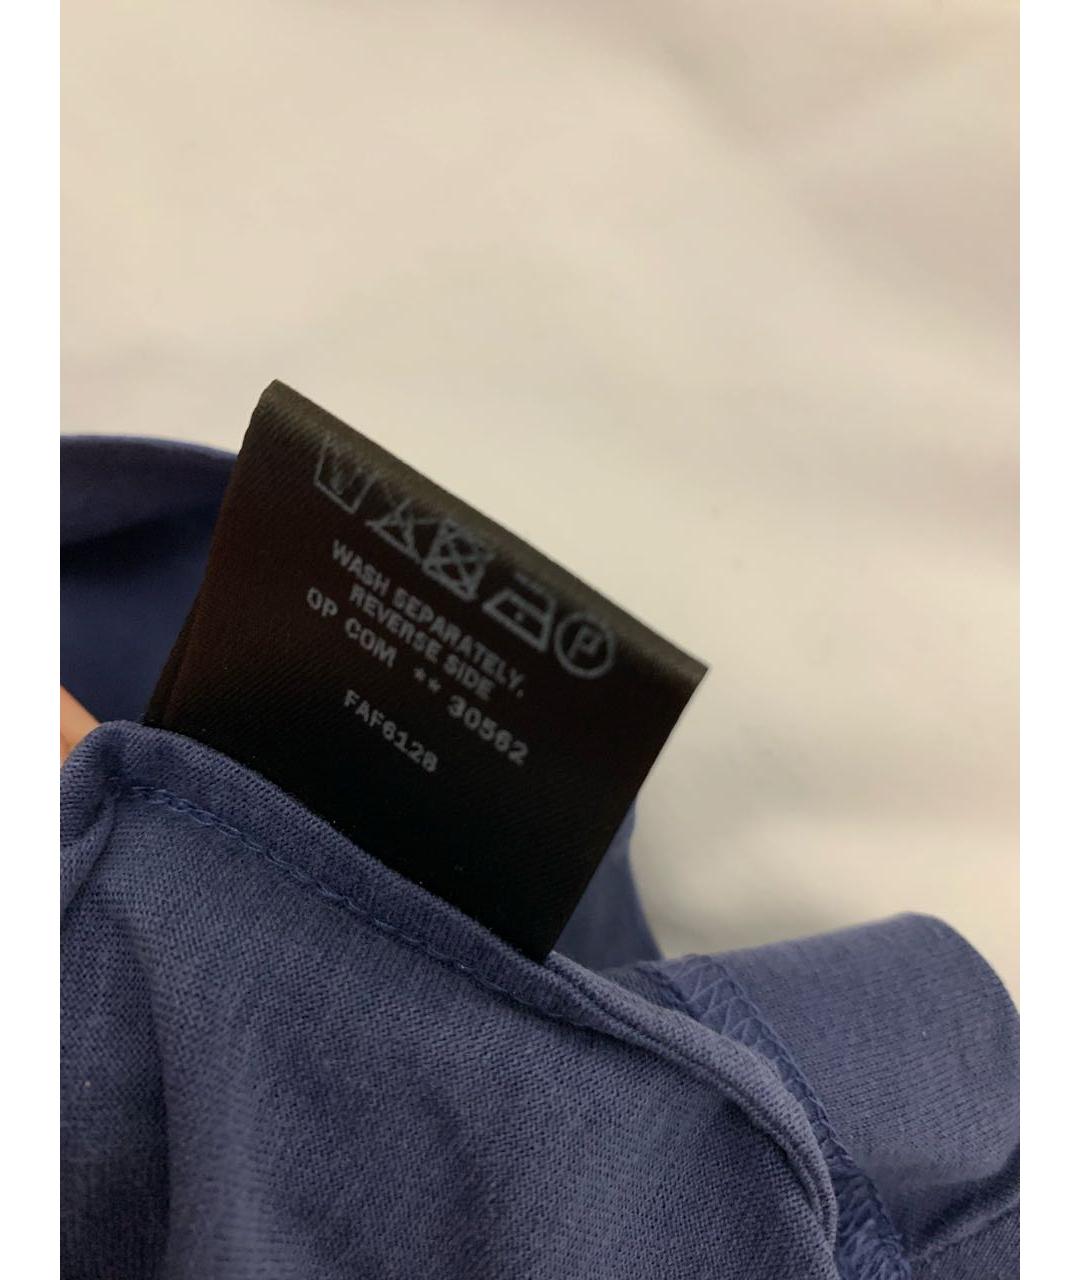 WASH SEPARATELY.
REVERSE SIDE
OP COM ** 30562
FAF6128
P